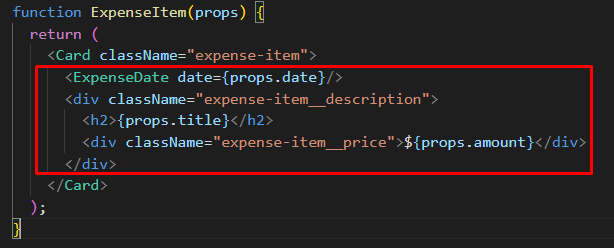 function ExpenseItem(props) {
  return (
    <Card className="expense-item">
      <ExpenseDate date={props.date}/>
      <div className="expense-item__description">
        <h2>{props.title}</h2>
        <div className="expense-item__price">${props.amount}</div>
      </div>
    </Card>
  );
}